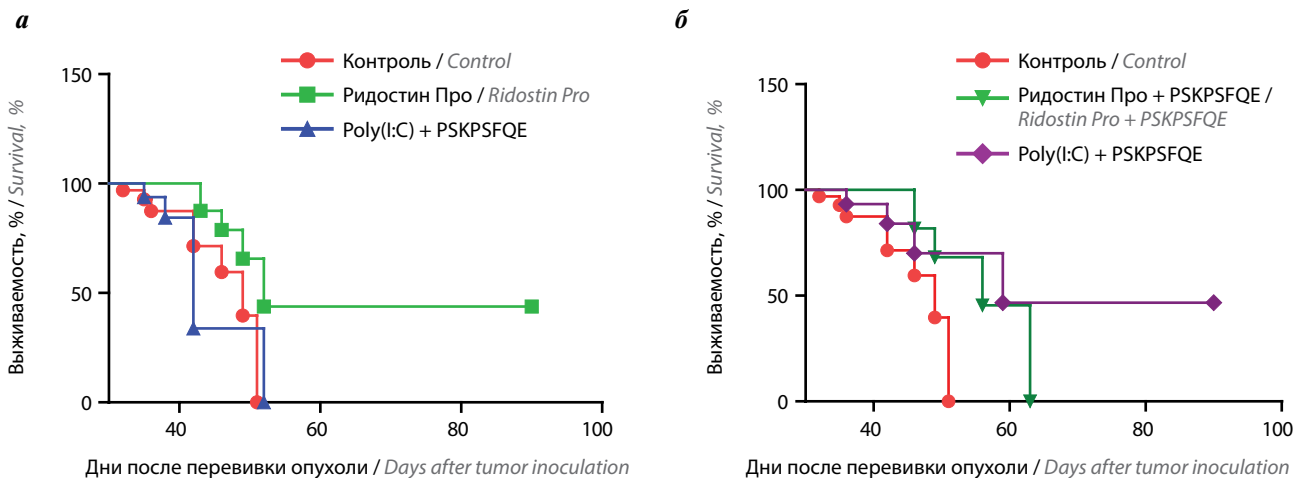 а
Контроль / Control
Ридостин Про / Ridostin Pro
Poly(I:C) + PSKPSFQE
150
100
50
0
Выживаемость, % / Survival, %
40
60
80
100
Дни после перевивки опухоли / Days after tumor inoculation
б
Контроль / Control
Ридостин Про + PSKPSFQE /
Ridostin Pro + PSKPSFQE
Poly(I:C) + PSKPSFQE
150
100
50
0
Выживаемость, % / Survival, %
40
60
80
100
Дни после перевивки опухоли / Days after tumor inoculation